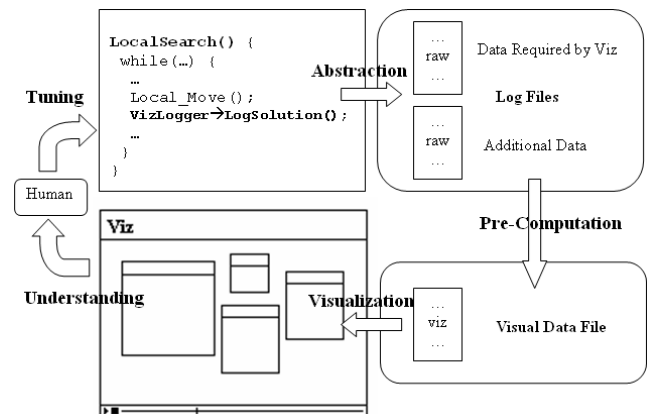 LocalSearch() {
while(…) {
…
Local_Move();
VizLogger→LogSolution();
…
}
}
Abstraction
…
raw
…
Data Required by Viz
Log Files
…
raw
…
Additional Data
Tuning
Human
Understanding
Pre-Computation
Viz
Visualization
…
viz
…
Visual Data File